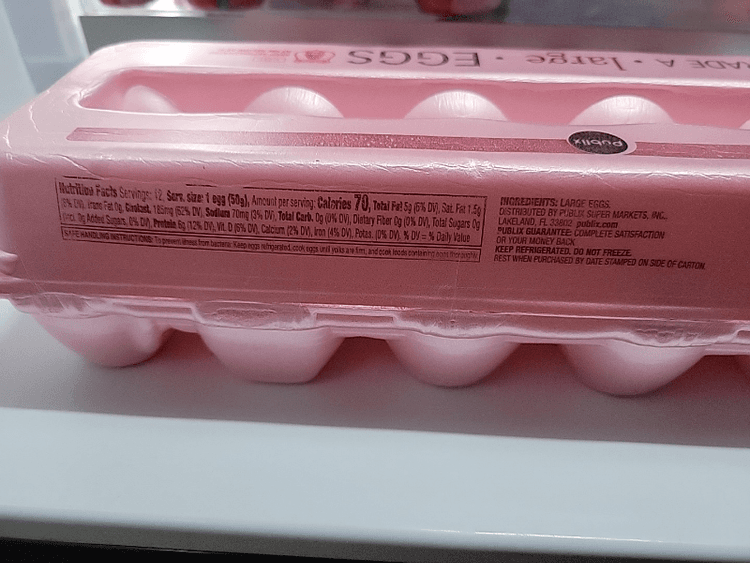 GRADE A • large • EGGS
Publix
Nutrition Facts Servings: 12, Serv. size: 1 egg (50g), Amount per serving: Calories 70, Total Fat 5g (6% DV), Sat. Fat 1.5g
(8% DV), Trans Fat 0g, Cholest. 185mg (62% DV), Sodium 70mg (3% DV), Total Carb. 0g (0% DV), Dietary Fiber 0g (0% DV), Total Sugars 0g
(Incl. 0g Added Sugars, 0% DV), Protein 6g (12% DV), Vit. D (6% DV), Calcium (2% DV), Iron (4% DV), Potas. (0% DV), % DV = % Daily Value
SAFE HANDLING INSTRUCTIONS: To prevent illness from bacteria: Keep eggs refrigerated, cook eggs until yolks are firm, and cook foods containing eggs thoroughly.
INGREDIENTS: LARGE EGGS.
DISTRIBUTED BY PUBLIX SUPER MARKETS, INC.,
LAKELAND, FL 33802 publix.com
PUBLIX GUARANTEE: COMPLETE SATISFACTION
OR YOUR MONEY BACK
KEEP REFRIGERATED. DO NOT FREEZE.
BEST WHEN PURCHASED BY DATE STAMPED ON SIDE OF CARTON.